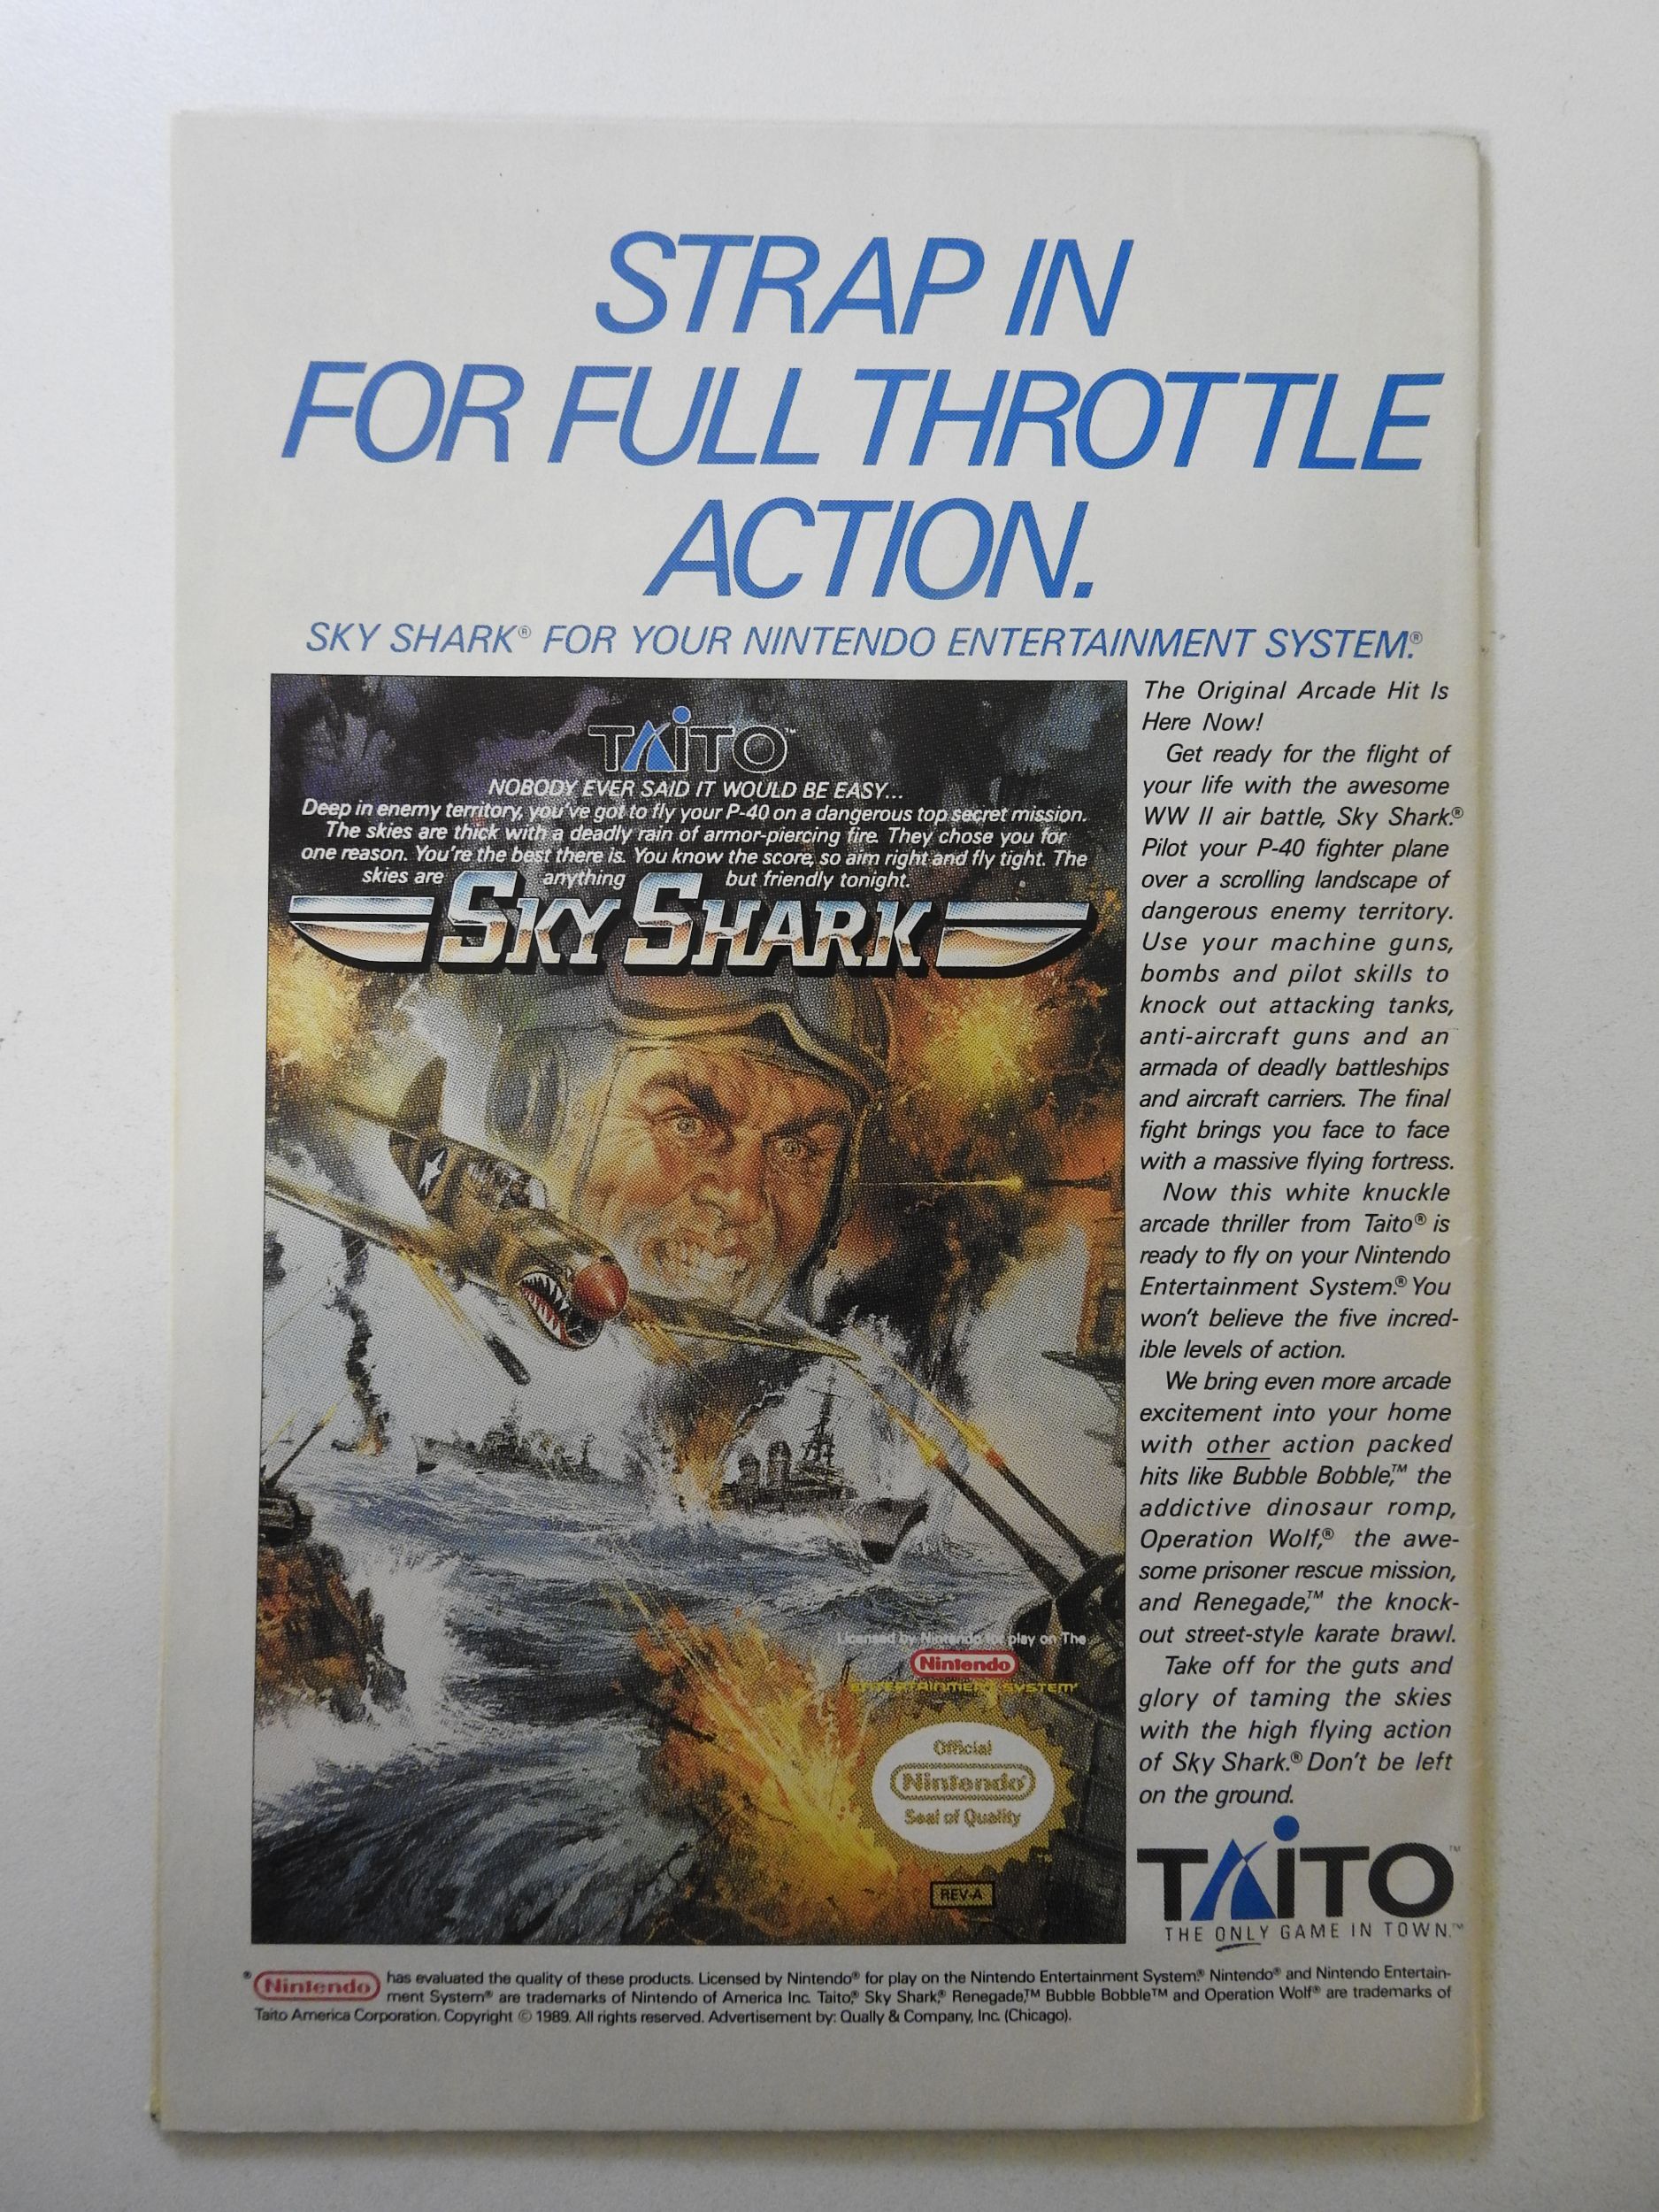 STRAP IN
FOR FULL THROTTLE
ACTION.
SKY SHARK® FOR YOUR NINTENDO ENTERTAINMENT SYSTEM.®
TAITO™
NOBODY EVER SAID IT WOULD BE EASY...
Deep in enemy territory, you've got to fly your P-40 on a dangerous top secret mission.
The skies are thick with a deadly rain of armor-piercing fire. They chose you for
one reason. You're the best there is. You know the score, so aim right and fly tight. The
skies are anything but friendly tonight.
SKY SHARK
Licensed by Nintendo for play on The
Nintendo
ENTERTAINMENT SYSTEM®
Official
Nintendo®
Seal of Quality
REV-A
The Original Arcade Hit Is
Here Now!
Get ready for the flight of
your life with the awesome
WW II air battle, Sky Shark.®
Pilot your P-40 fighter plane
over a scrolling landscape of
dangerous enemy territory.
Use your machine guns,
bombs and pilot skills to
knock out attacking tanks,
anti-aircraft guns and an
armada of deadly battleships
and aircraft carriers. The final
fight brings you face to face
with a massive flying fortress.
Now this white knuckle
arcade thriller from Taito® is
ready to fly on your Nintendo
Entertainment System.® You
won't believe the five incred-
ible levels of action.
We bring even more arcade
excitement into your home
with other action packed
hits like Bubble Bobble,™ the
addictive dinosaur romp,
Operation Wolf,® the awe-
some prisoner rescue mission,
and Renegade,™ the knock-
out street-style karate brawl.
Take off for the guts and
glory of taming the skies
with the high flying action
of Sky Shark.® Don't be left
on the ground.
TAITO™
THE ONLY GAME IN TOWN.™
® Nintendo has evaluated the quality of these products. Licensed by Nintendo® for play on the Nintendo Entertainment System.® Nintendo® and Nintendo Entertain-
ment System® are trademarks of Nintendo of America Inc. Taito,® Sky Shark,® Renegade,™ Bubble Bobble™ and Operation Wolf® are trademarks of
Taito America Corporation. Copyright © 1989. All rights reserved. Advertisement by: Qually & Company, Inc. (Chicago).